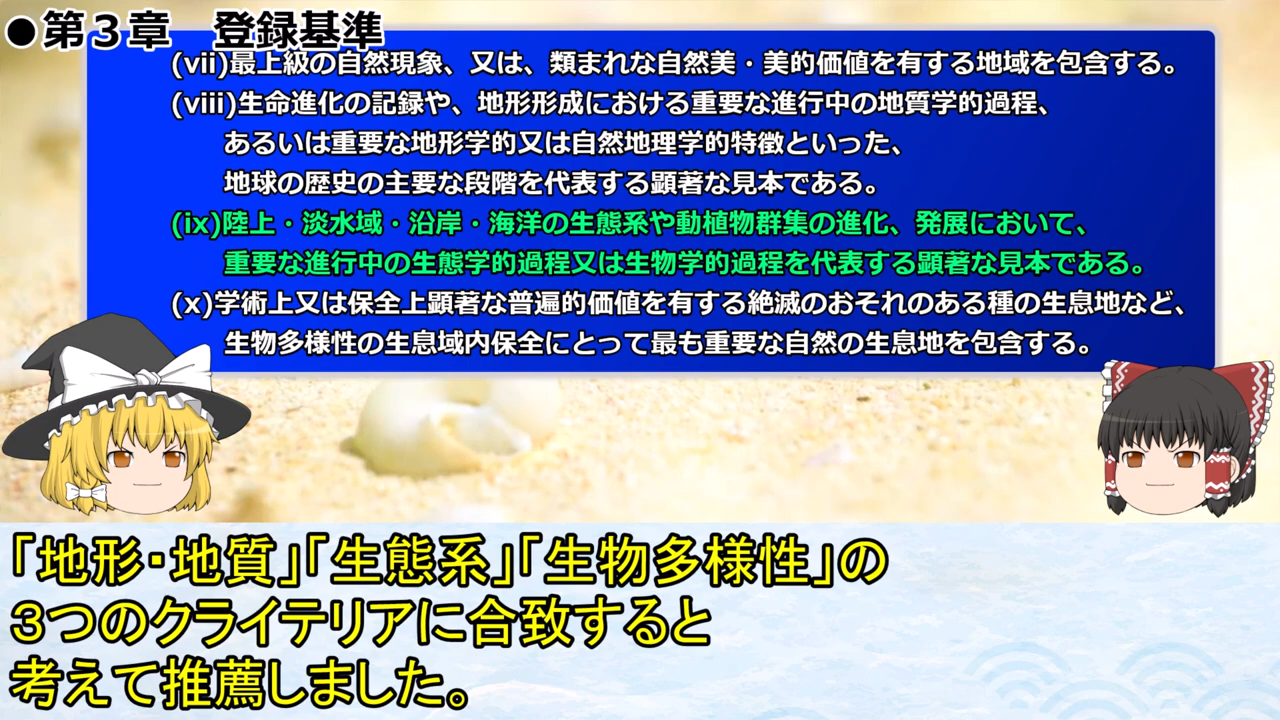 ●第３章　登録基準
(vii)最上級の自然現象、又は、類まれな自然美・美的価値を有する地域を包含する。
(viii)生命進化の記録や、地形形成における重要な進行中の地質学的過程、
あるいは重要な地形学的又は自然地理学的特徴といった、
地球の歴史の主要な段階を代表する顕著な見本である。
(ix)陸上・淡水域・沿岸・海洋の生態系や動植物群集の進化、発展において、
重要な進行中の生態学的過程又は生物学的過程を代表する顕著な見本である。
(x)学術上又は保全上顕著な普遍的価値を有する絶滅のおそれのある種の生息地など、
生物多様性の生息域内保全にとって最も重要な自然の生息地を包含する。
「地形・地質」「生態系」「生物多様性」の
３つのクライテリアに合致すると
考えて推薦しました。